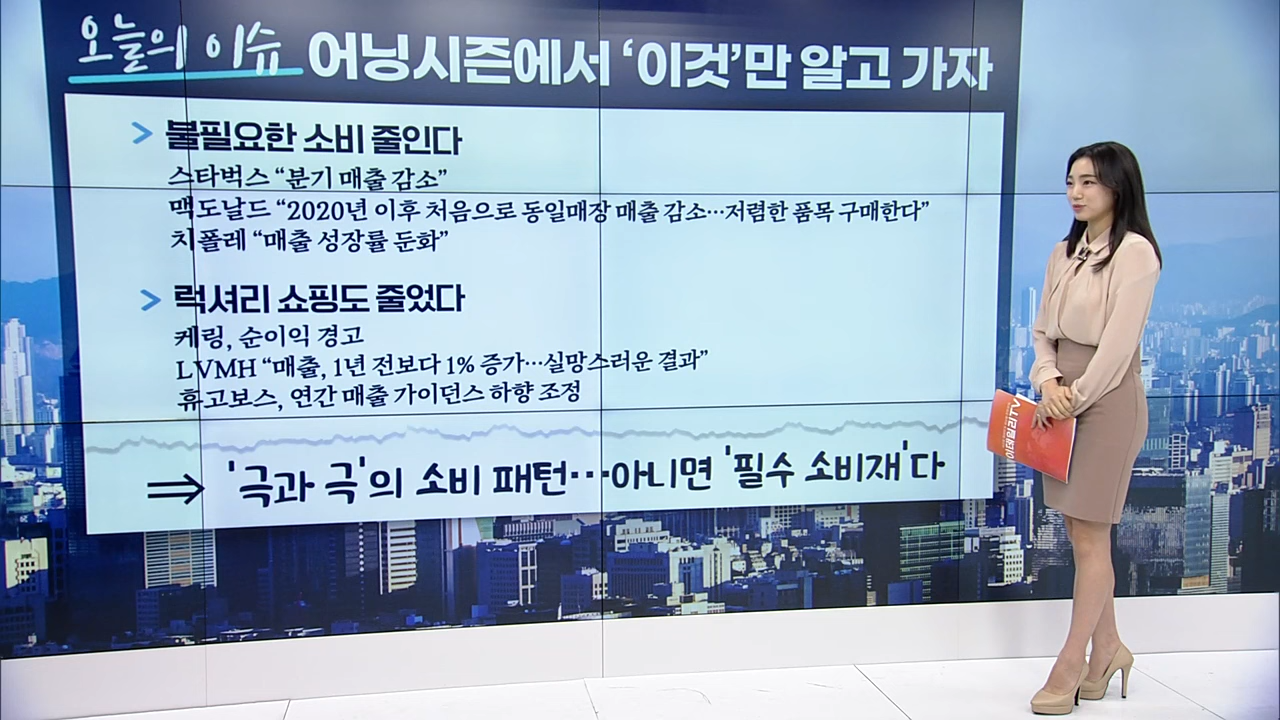 오늘의 이슈 어닝시즌에서 '이것'만 알고 가자
> 불필요한 소비 줄인다
스타벅스 “분기 매출 감소”
맥도날드 “2020년 이후 처음으로 동일매장 매출 감소…저렴한 품목 구매한다”
치폴레 “매출 성장률 둔화”
> 럭셔리 쇼핑도 줄었다
케링, 순이익 경고
LVMH “매출, 1년 전보다 1% 증가…실망스러운 결과”
휴고보스, 연간 매출 가이던스 하향 조정
⇒ '극과 극'의 소비 패턴…아니면 '필수 소비재'다
이데일리TV